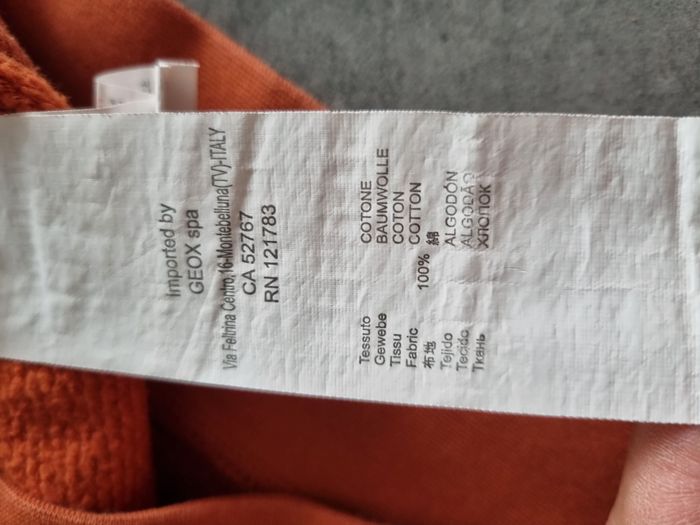 Imported by
GEOX spa
Via Feltrina Centro,16-Montebelluna(TV)-ITALY
CA 52767
RN 121783
Tessuto COTONE
Gewebe BAUMWOLLE
Tissu COTON
Fabric 100% COTTON
布地 綿
Tejido ALGODÓN
Tecido ALGODÃO
Ткань ХЛОПОК